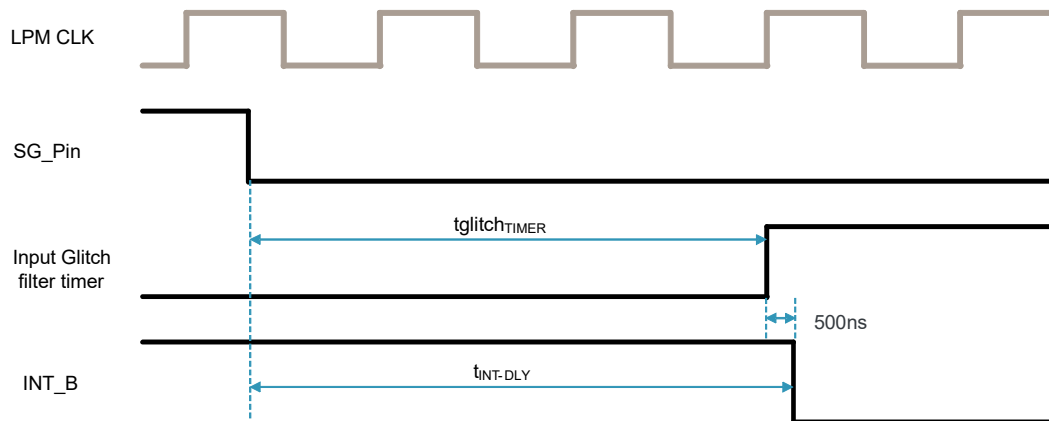 LPM CLK
SG_Pin
tglitchTIMER
Input Glitch
filter timer
500ns
tINT-DLY
INT_B